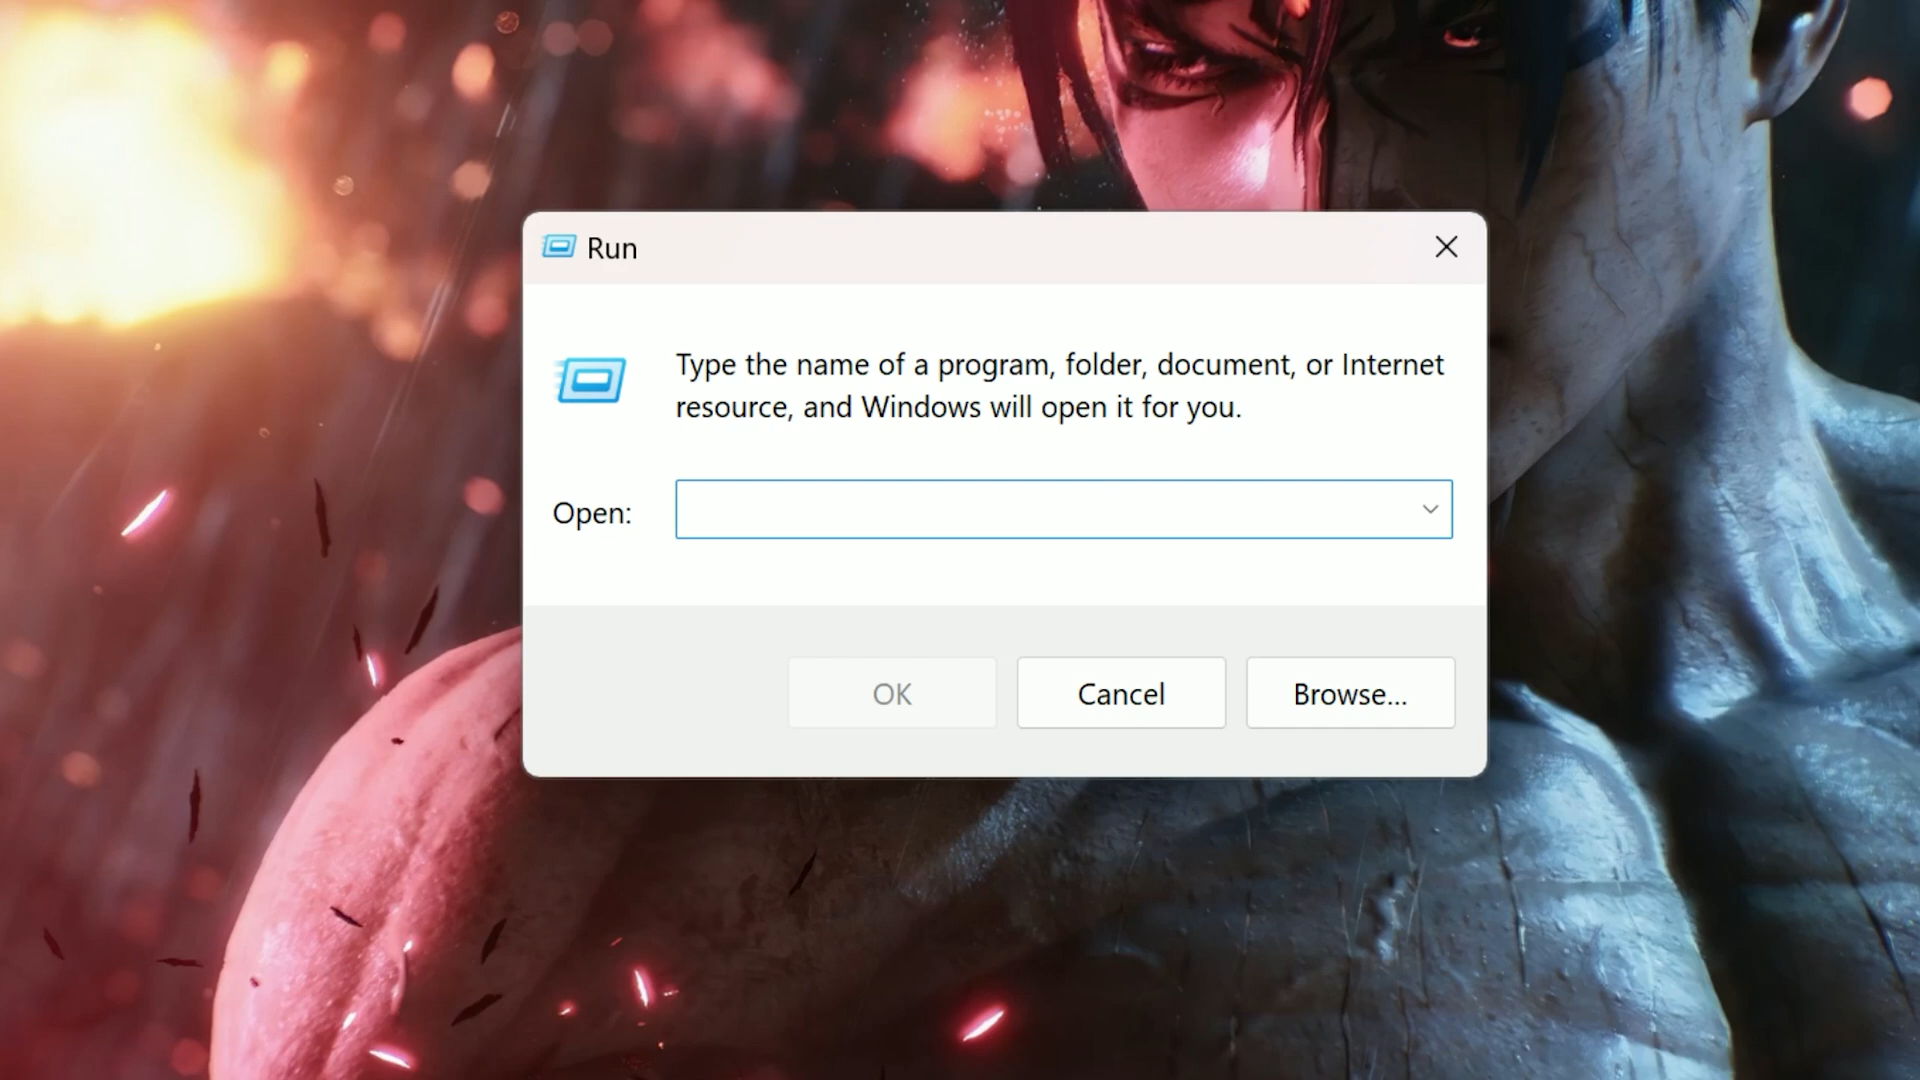 Run
Type the name of a program, folder, document, or Internet
resource, and Windows will open it for you.
Open:
OK
Cancel
Browse...